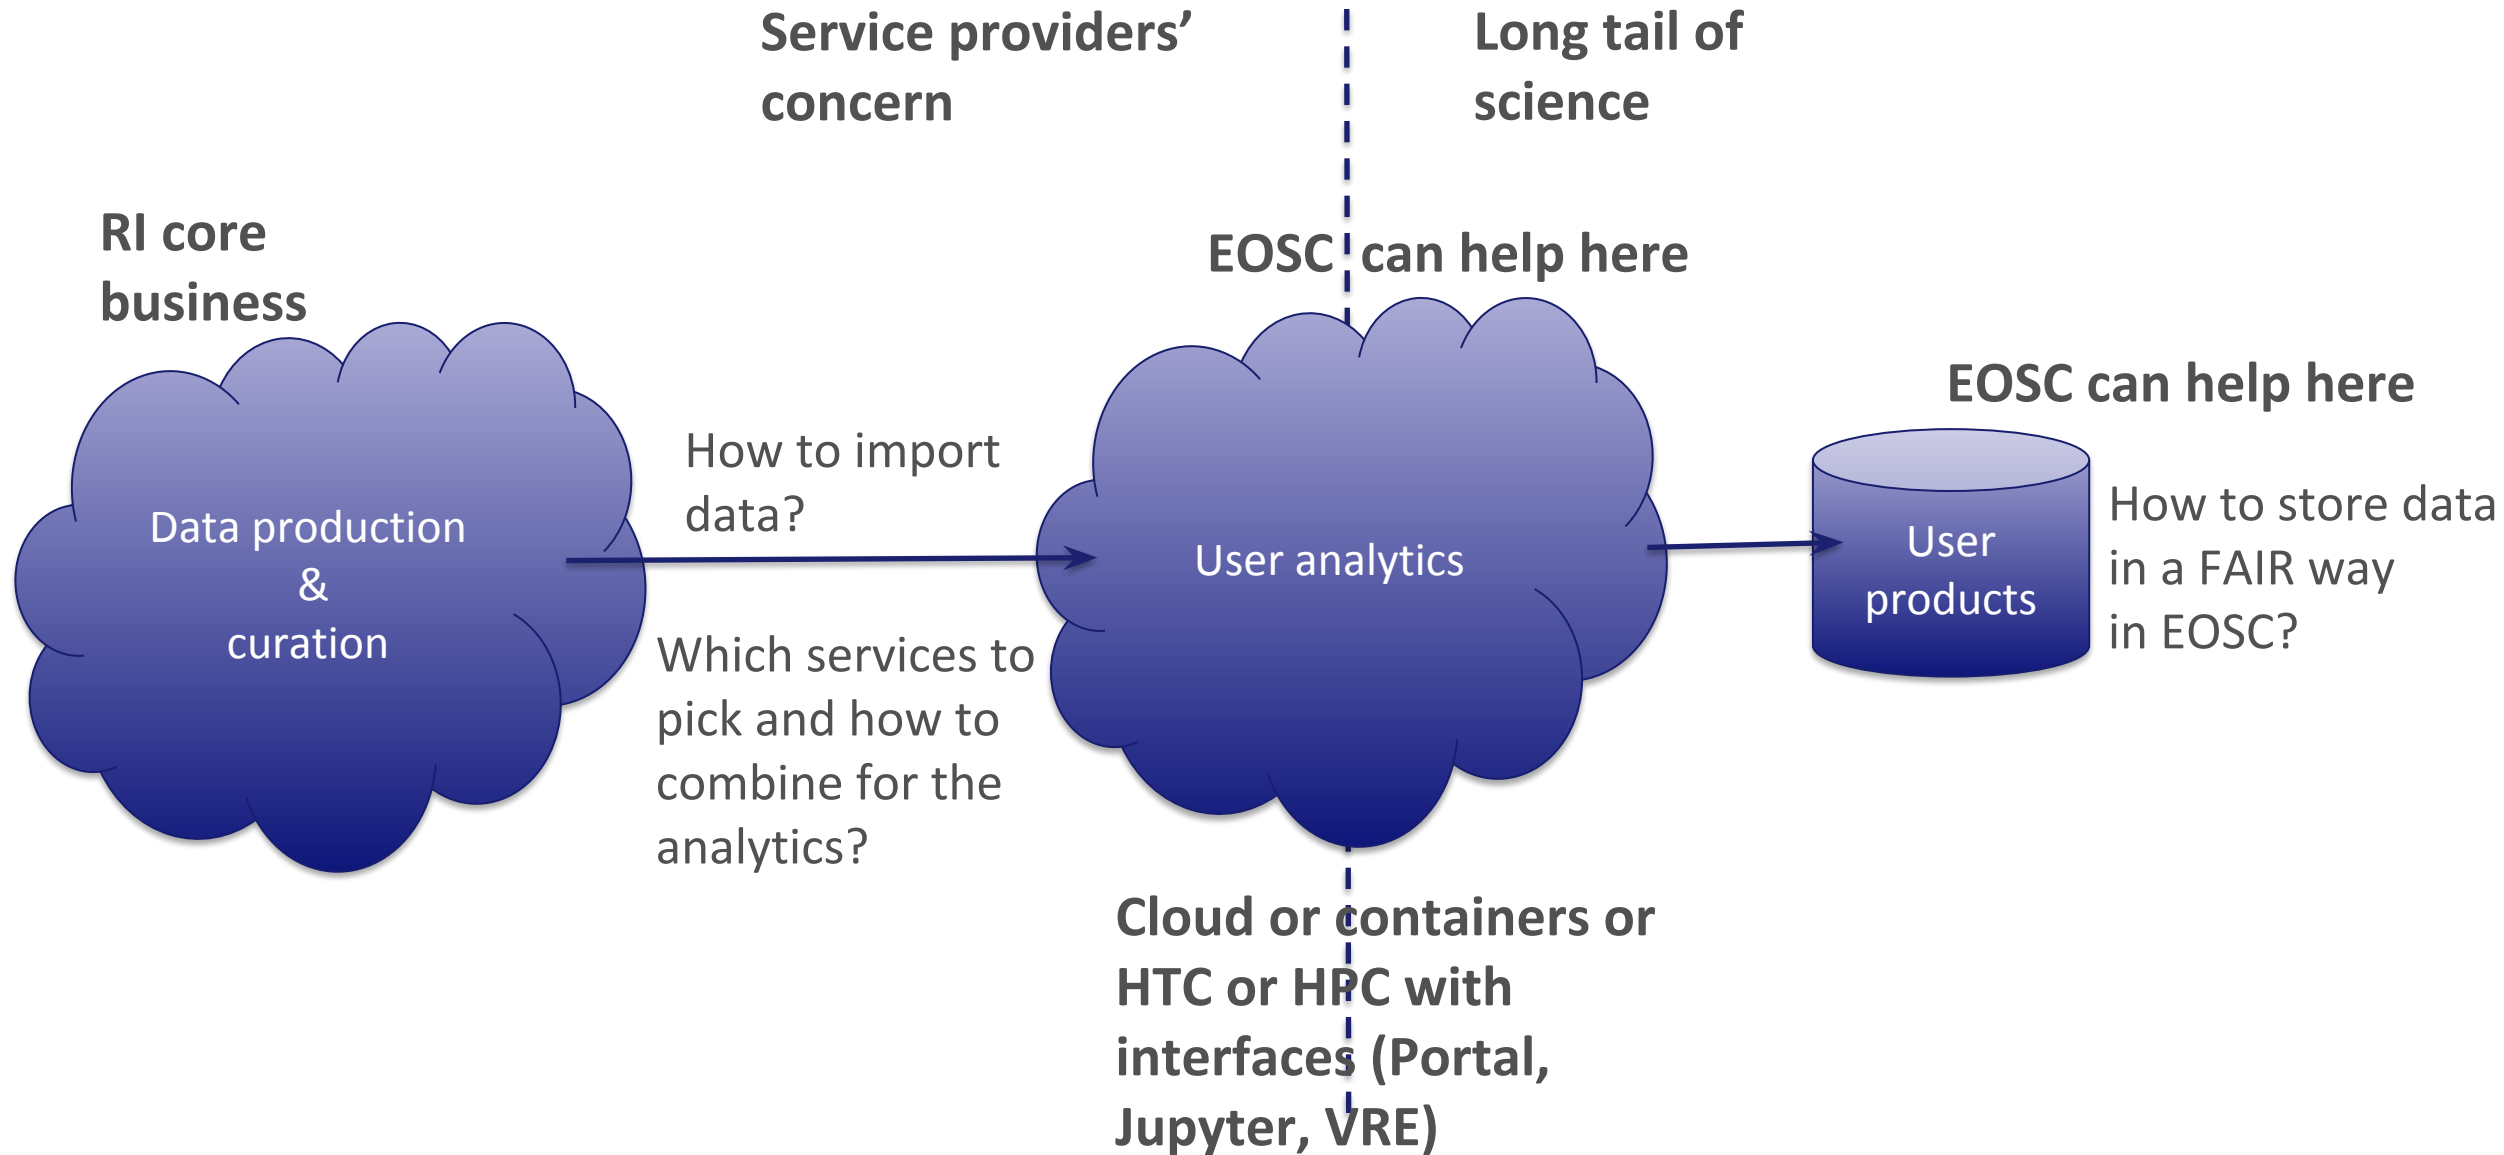 Service providers’
concern
Long tail of
science
RI core
business
EOSC can help here
EOSC can help here
Data production
&
curation
How to import
data?
Which services to
pick and how to
combine for the
analytics?
User analytics
User
products
How to store data
in a FAIR way
in EOSC?
Cloud or containers or
HTC or HPC with
interfaces (Portal,
Jupyter, VRE)